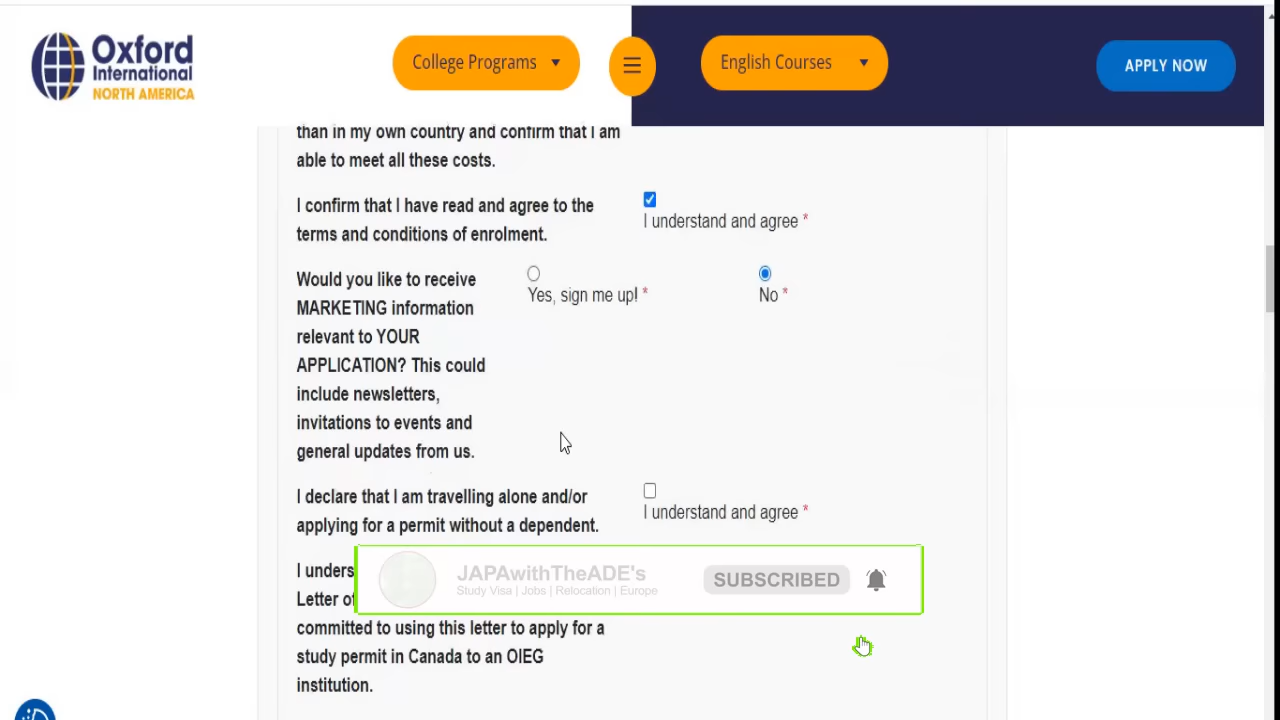 Oxford
International
NORTH AMERICA
College Programs
English Courses
APPLY NOW
than in my own country and confirm that I am
able to meet all these costs.
I confirm that I have read and agree to the
terms and conditions of enrolment.
I understand and agree *
Would you like to receive
MARKETING information
relevant to YOUR
APPLICATION? This could
include newsletters,
invitations to events and
general updates from us.
Yes, sign me up! *
No *
I declare that I am travelling alone and/or
applying for a permit without a dependent.
I understand and agree *
I unders
Letter of
committed to using this letter to apply for a
study permit in Canada to an OIEG
institution.
JAPAwithTheADE's
Study Visa | Jobs | Relocation | Europe
SUBSCRIBED